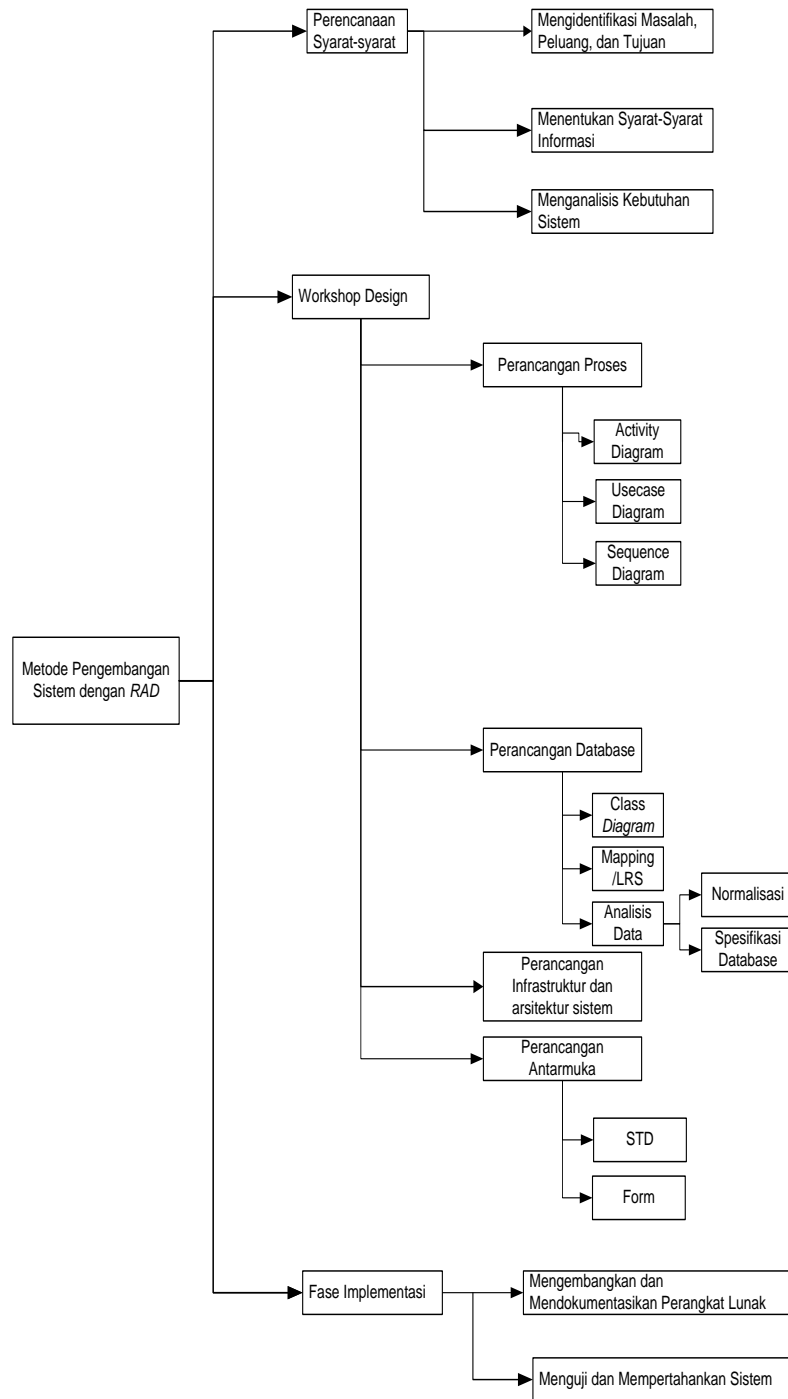 Perencanaan
Syarat-syarat
Mengidentifikasi Masalah,
Peluang, dan Tujuan
Menentukan Syarat-Syarat
Informasi
Menganalisis Kebutuhan
Sistem
Workshop Design
Perancangan Proses
Activity
Diagram
Usecase
Diagram
Sequence
Diagram
Metode Pengembangan
Sistem dengan RAD
Perancangan Database
Class
Diagram
Mapping
/LRS
Analisis
Data
Normalisasi
Spesifikasi
Database
Perancangan
Infrastruktur dan
arsitektur sistem
Perancangan
Antarmuka
STD
Form
Fase Implementasi
Mengembangkan dan
Mendokumentasikan Perangkat Lunak
Menguji dan Mempertahankan Sistem